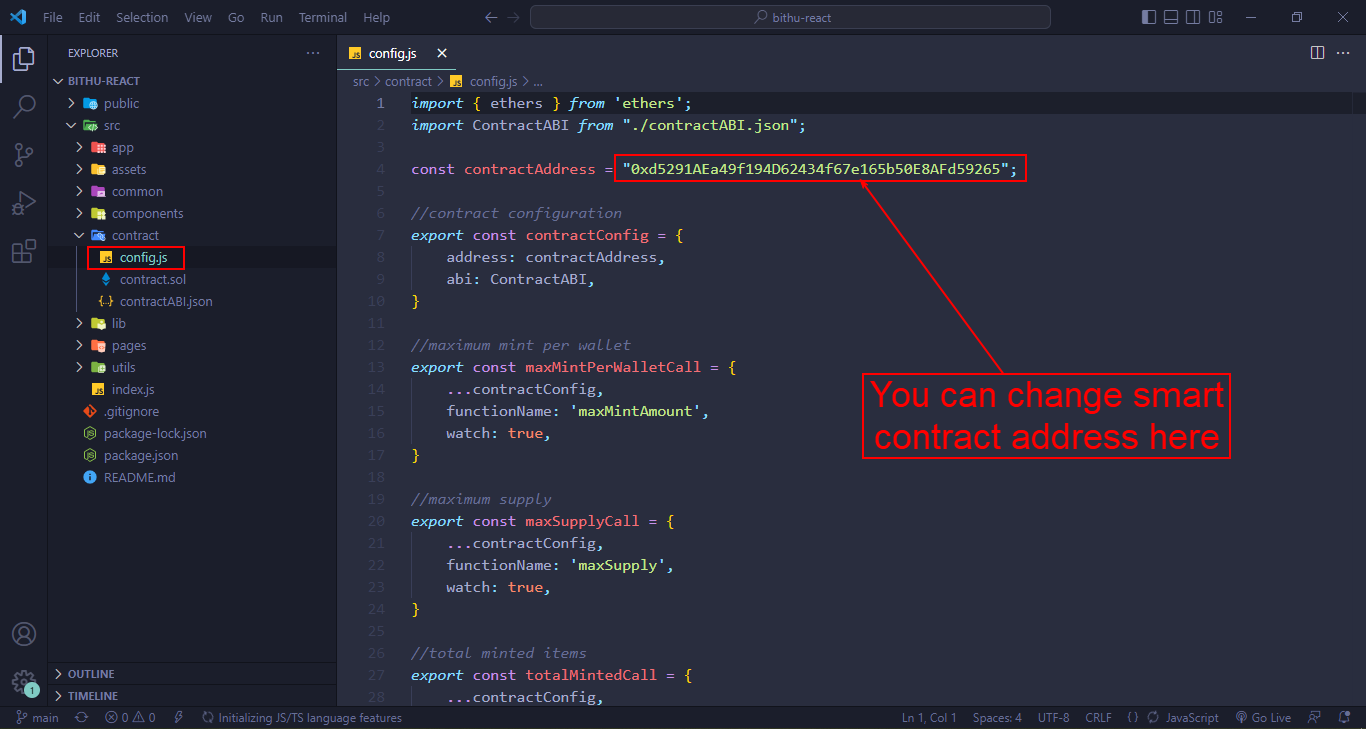 File Edit Selection View Go Run Terminal Help
bithu-react
EXPLORER
config.js
BITHU-REACT
public
src
app
assets
common
components
contract
config.js
contract.sol
contractABI.json
lib
pages
utils
index.js
.gitignore
package-lock.json
package.json
README.md
OUTLINE
TIMELINE
src > contract > config.js > ...
1 import { ethers } from 'ethers';
2 import ContractABI from "./contractABI.json";
3
4 const contractAddress = "0xd5291AEa49f194D62434f67e165b50E8AFd59265";
5
6 //contract configuration
7 export const contractConfig = {
8 address: contractAddress,
9 abi: ContractABI,
10 }
11
12 //maximum mint per wallet
13 export const maxMintPerWalletCall = {
14 ...contractConfig,
15 functionName: 'maxMintAmount',
16 watch: true,
17 }
18
19 //maximum supply
20 export const maxSupplyCall = {
21 ...contractConfig,
22 functionName: 'maxSupply',
23 watch: true,
24 }
25
26 //total minted items
27 export const totalMintedCall = {
28 ...contractConfig,
You can change smart
contract address here
1
main 0 0 Initializing JS/TS language features Ln 1, Col 1 Spaces: 4 UTF-8 CRLF {} JavaScript Go Live